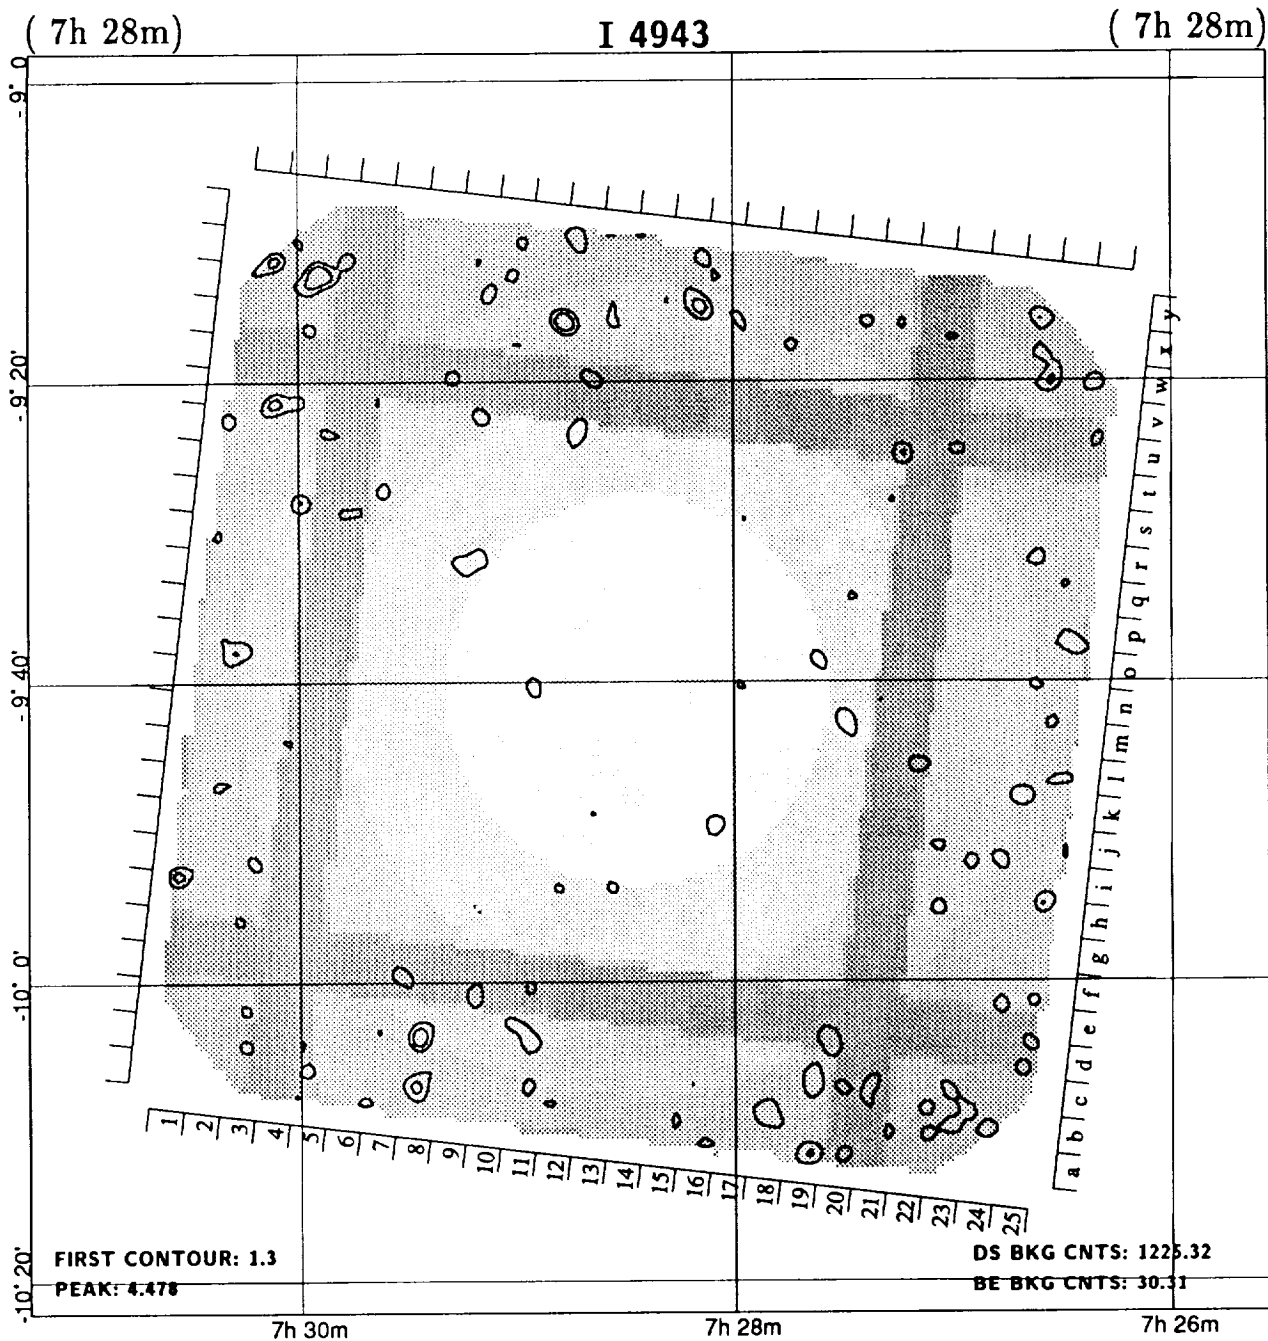 ( 7h 28m) I 4943 ( 7h 28m)
-9° 0'
-9° 20'
-9° 40'
-10° 0'
-10° 20'
y
x
w
v
u
t
s
r
q
p
o
n
m
l
k
j
i
h
g
f
e
d
c
b
a
1 2 3 4 5 6 7 8 9 10 11 12 13 14 15 16 17 18 19 20 21 22 23 24 25
FIRST CONTOUR: 1.3 DS BKG CNTS: 1225.32
PEAK: 4.478 BE BKG CNTS: 30.31
7h 30m 7h 28m 7h 26m